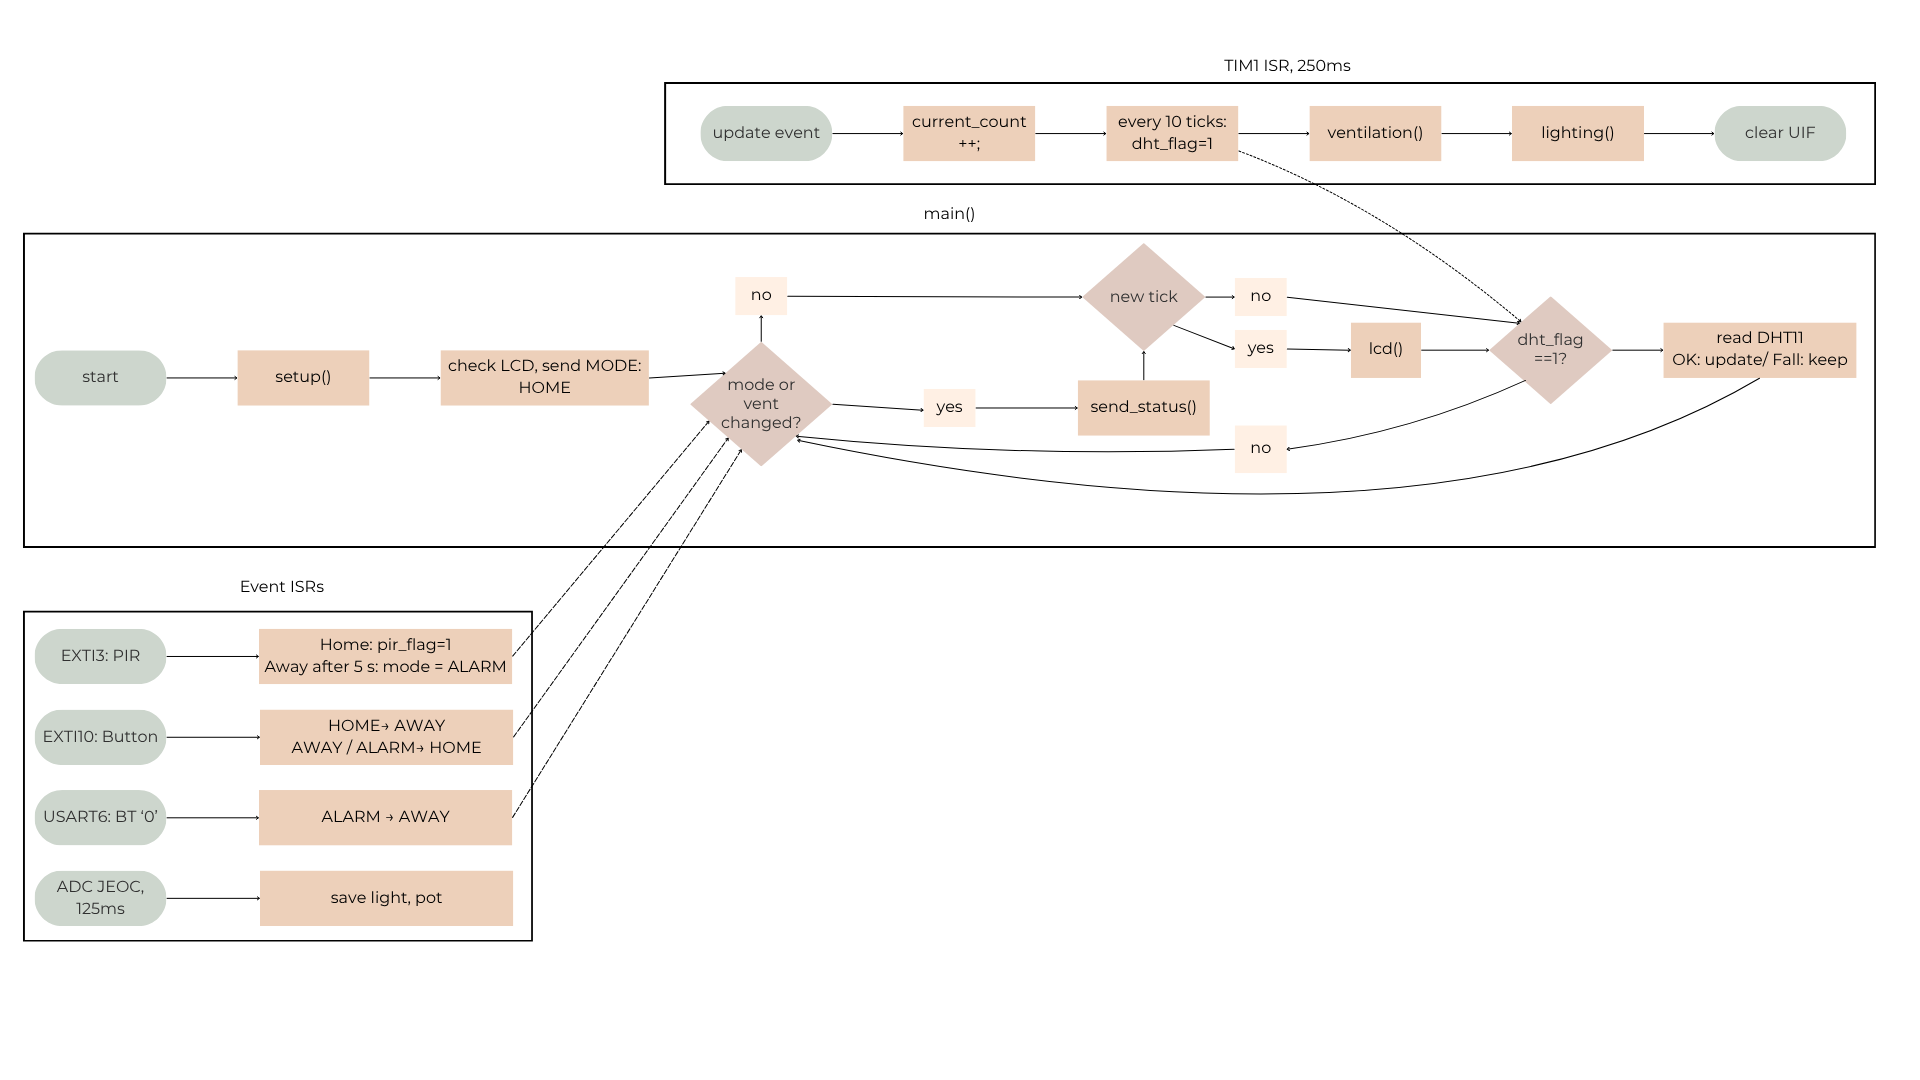 TIM1 ISR, 250ms
update event
current_count
++;
every 10 ticks:
dht_flag=1
ventilation()
lighting()
clear UIF
main()
start
setup()
check LCD, send MODE:
HOME
mode or
vent
changed?
no
yes
send_status()
new tick
no
yes
lcd()
dht_flag
==1?
no
read DHT11
OK: update/ Fall: keep
Event ISRs
EXTI3: PIR
Home: pir_flag=1
Away after 5 s: mode = ALARM
EXTI10: Button
HOME→ AWAY
AWAY / ALARM→ HOME
USART6: BT ‘0’
ALARM → AWAY
ADC JEOC,
125ms
save light, pot